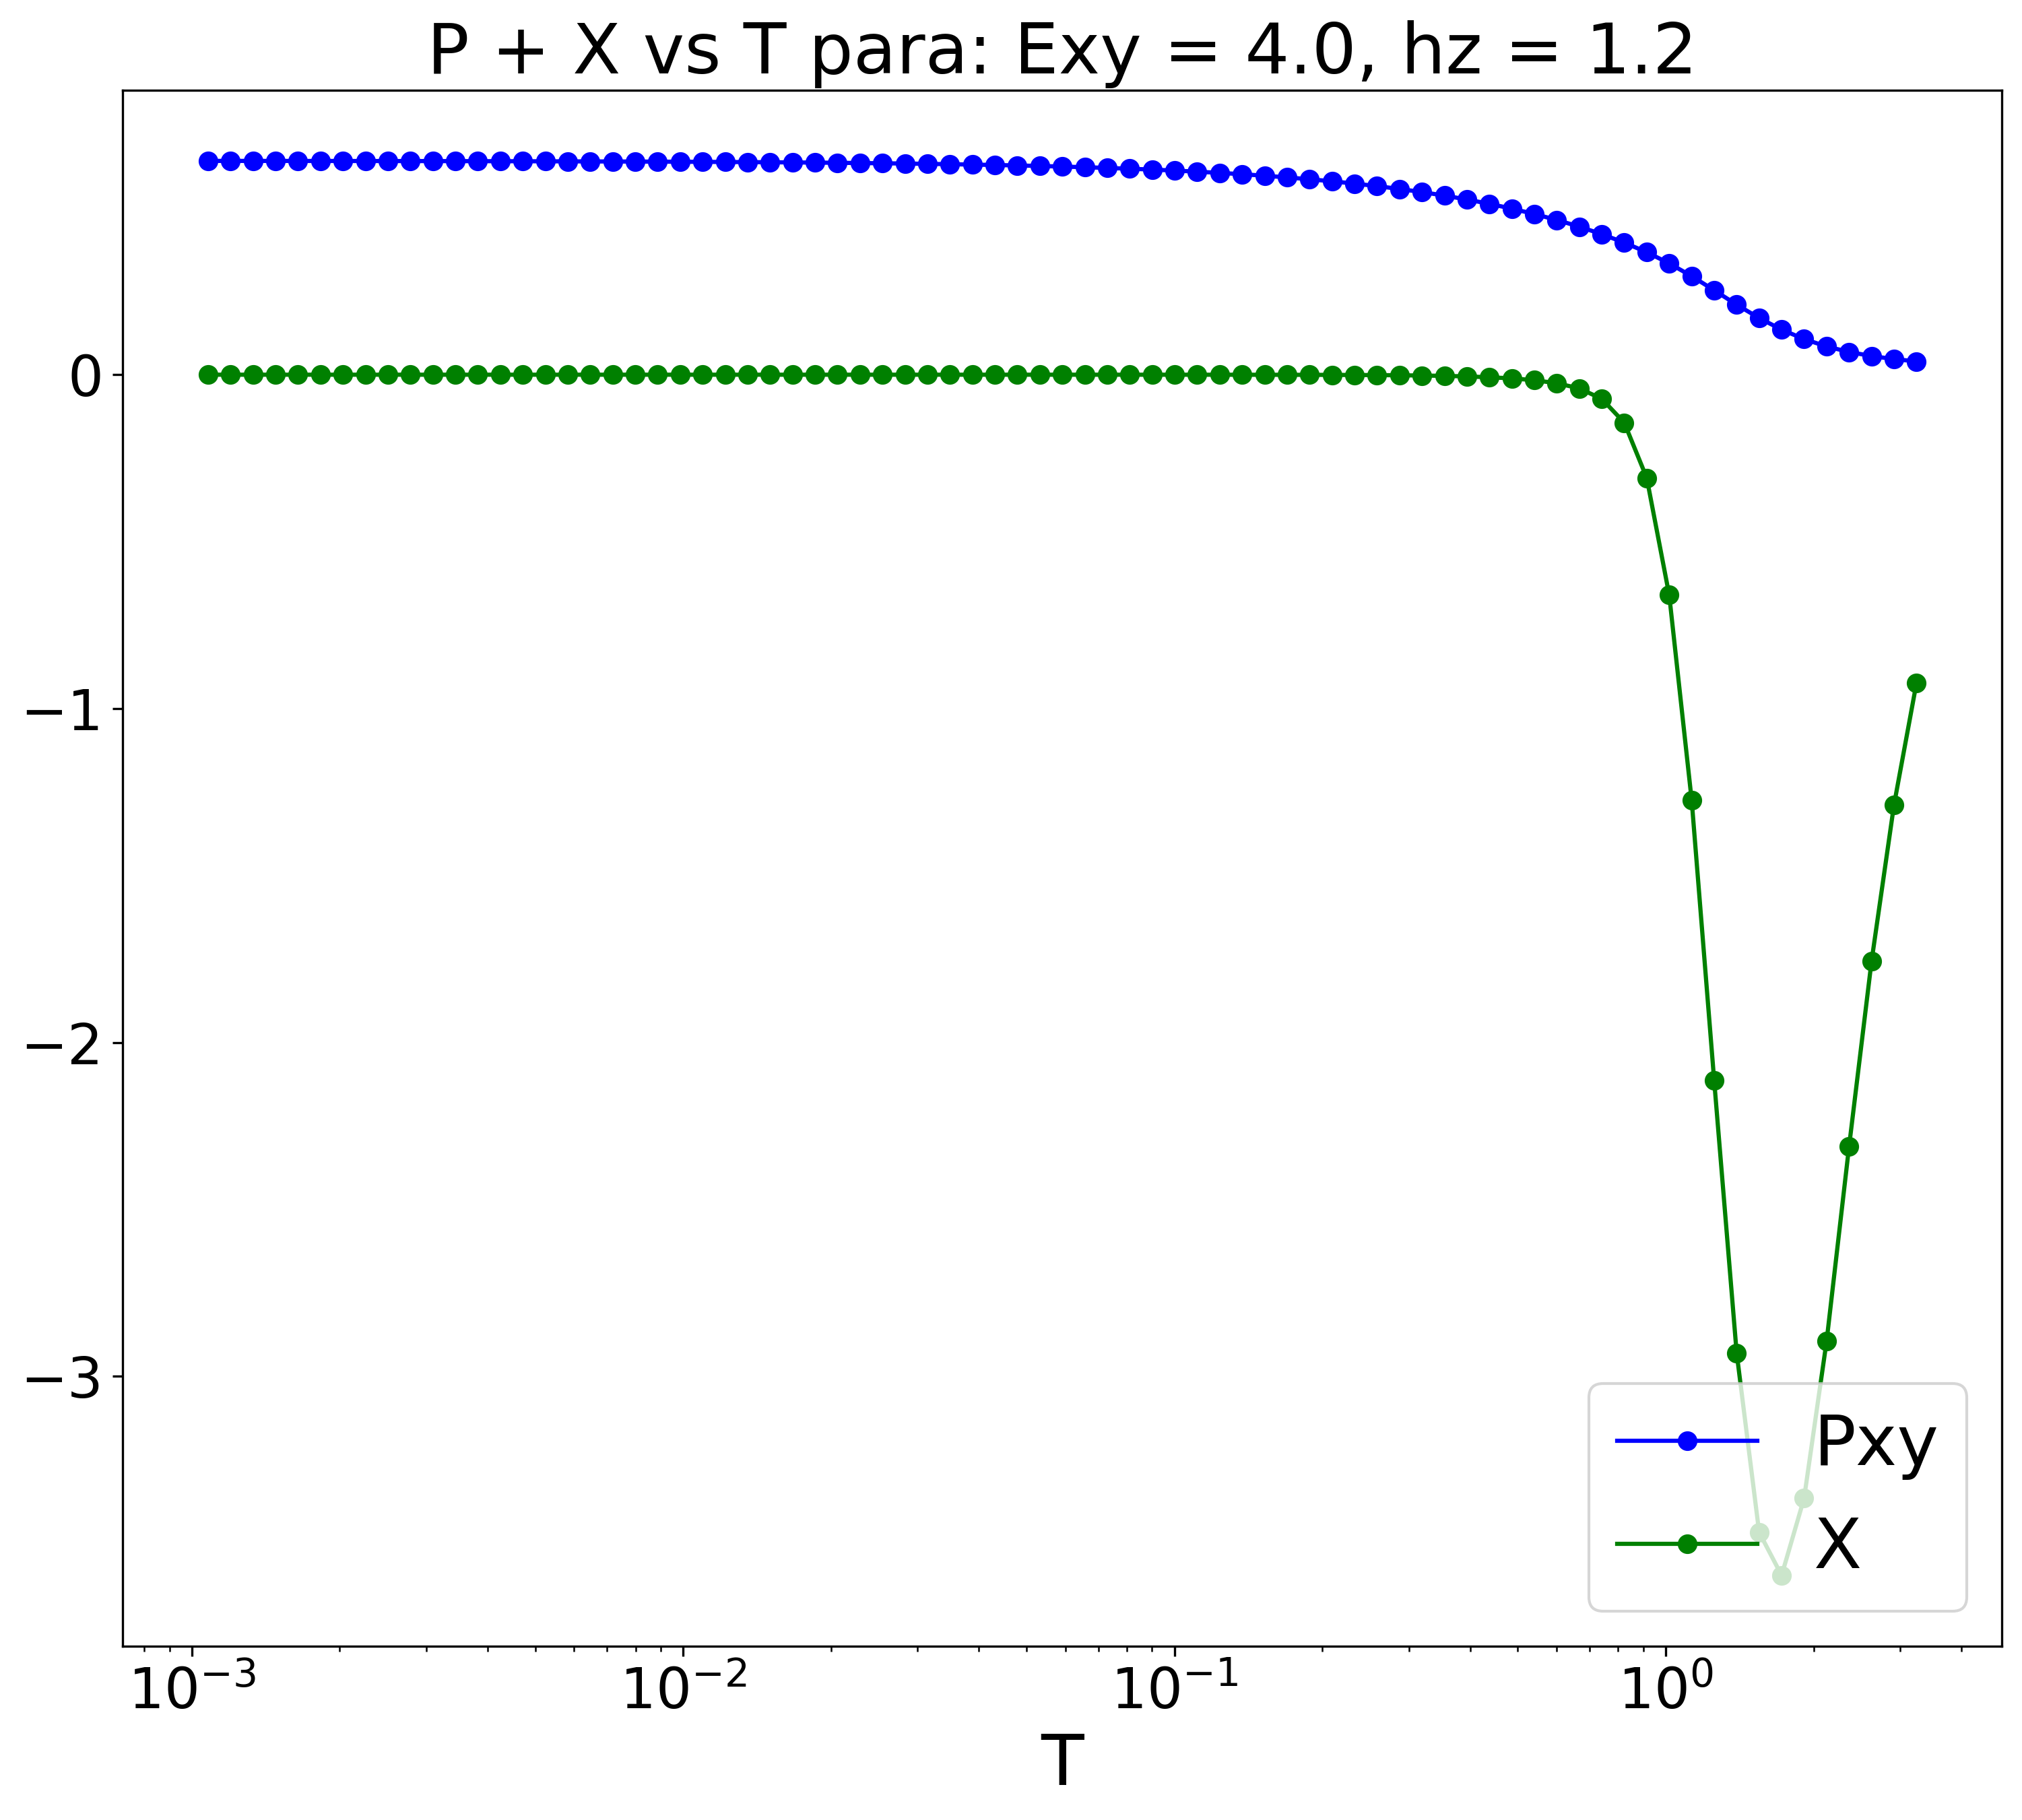 P + X vs T para: Exy = 4.0, hz = 1.2
0
−1
−2
−3
Pxy
X
10⁻³ 10⁻² 10⁻¹ 10⁰
T